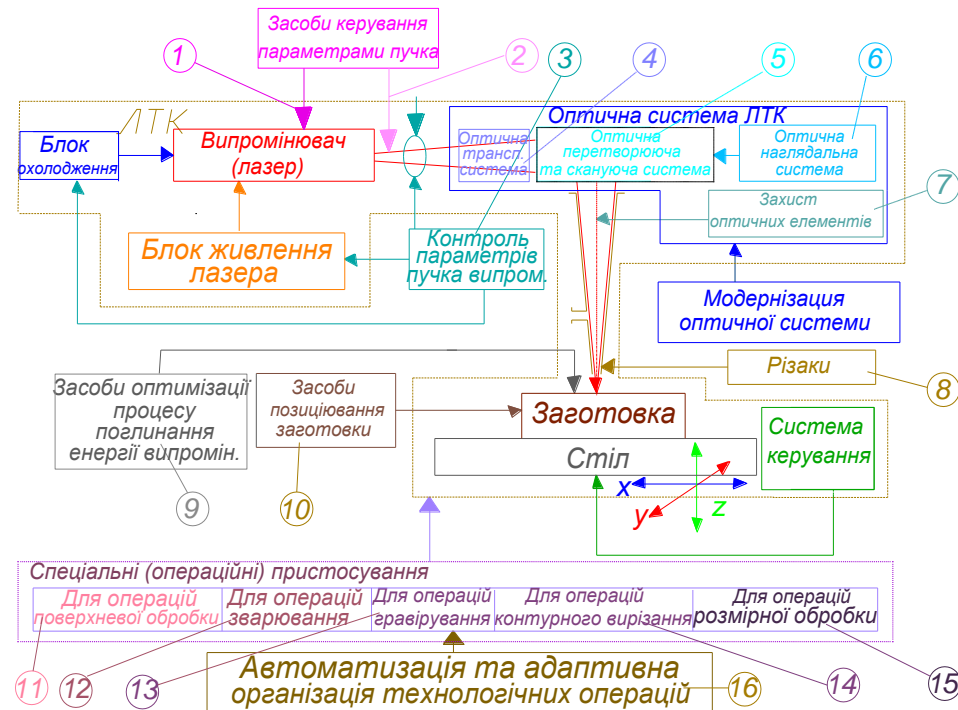 Засоби керування
параметрами пучка
1
2
3
4
5
6
ЛТК
Оптична система ЛТК
Блок
охолодження
Випромінювач
(лазер)
Оптична
трансп.
система
Оптична
перетворююча
та скануюча система
Оптична
наглядальна
система
7
Захист
оптичних елементів
Блок живлення
лазера
Контроль
параметрів
пучка випром.
Модернізація
оптичної системи
Різаки
8
Засоби оптимізації
процесу
поглинання
енергії випромін.
Засоби
позиціювання
заготовки
Заготовка
Стіл
Система
керування
x
y
z
9
10
Спеціальні (операційні) пристосування
Для операцій
поверхневої обробки
Для операцій
зварювання
Для операцій
гравірування
Для операцій
контурного вирізання
Для операцій
розмірної обробки
Автоматизація та адаптивна
організація технологічних операцій
11
12
13
16
14
15